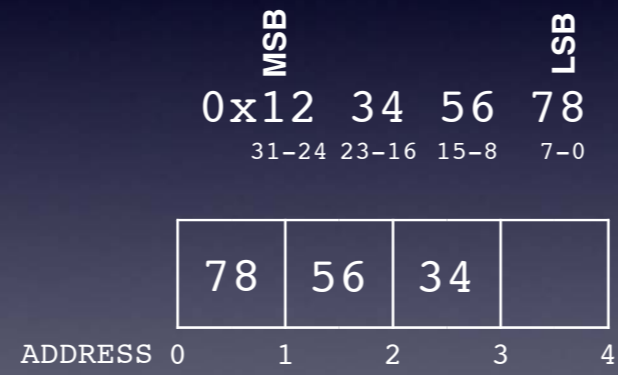 MSB LSB
0x12 34 56 78
31-24 23-16 15-8 7-0
78 56 34
ADDRESS 0 1 2 3 4